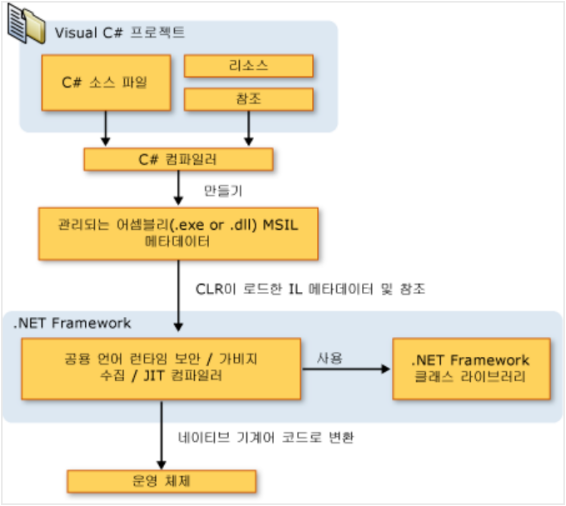 Visual C# 프로젝트
C# 소스 파일
리소스
참조
C# 컴파일러
만들기
관리되는 어셈블리(.exe or .dll) MSIL
메타데이터
CLR이 로드한 IL 메타데이터 및 참조
.NET Framework
공용 언어 런타임 보안 / 가비지
수집 / JIT 컴파일러
사용
.NET Framework
클래스 라이브러리
네이티브 기계어 코드로 변환
운영 체제